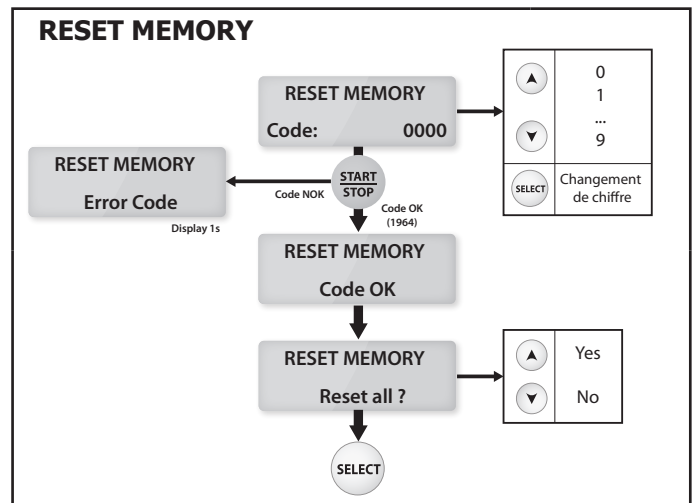 RESET MEMORY
RESET MEMORY
Code: 0000
0
1
...
9
SELECT
Changement
de chiffre
RESET MEMORY
Error Code
Display 1s
Code NOK
START
STOP
Code OK
(1964)
RESET MEMORY
Code OK
RESET MEMORY
Reset all ?
Yes
No
SELECT